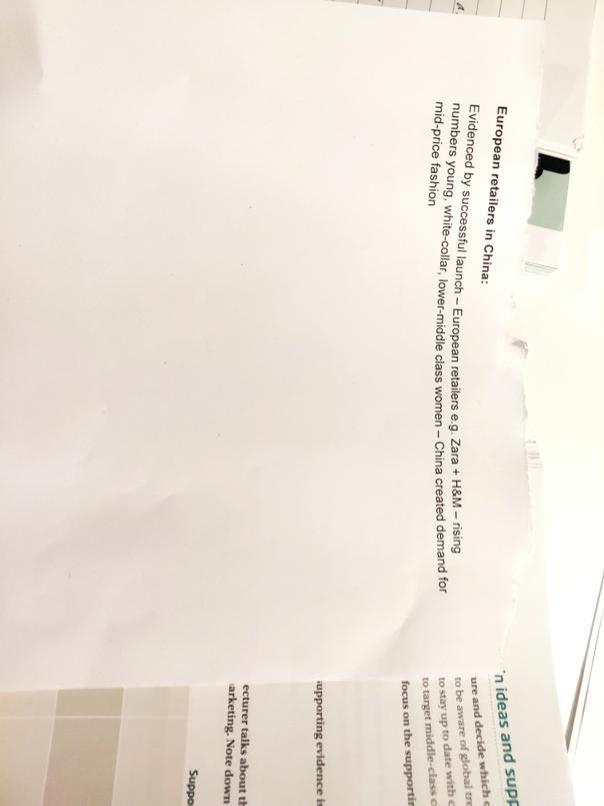 European retailers in China:
Evidenced by successful launch – European retailers e.g. Zara + H&M – rising
numbers young, white-collar, lower-middle class women – China created demand for
mid-price fashion
n ideas and supp
ure and decide which
to be aware of global tre
to stay up to date with
to target middle-class c
focus on the supportin
upporting evidence i
ecturer talks about th
arketing. Note down
Suppo